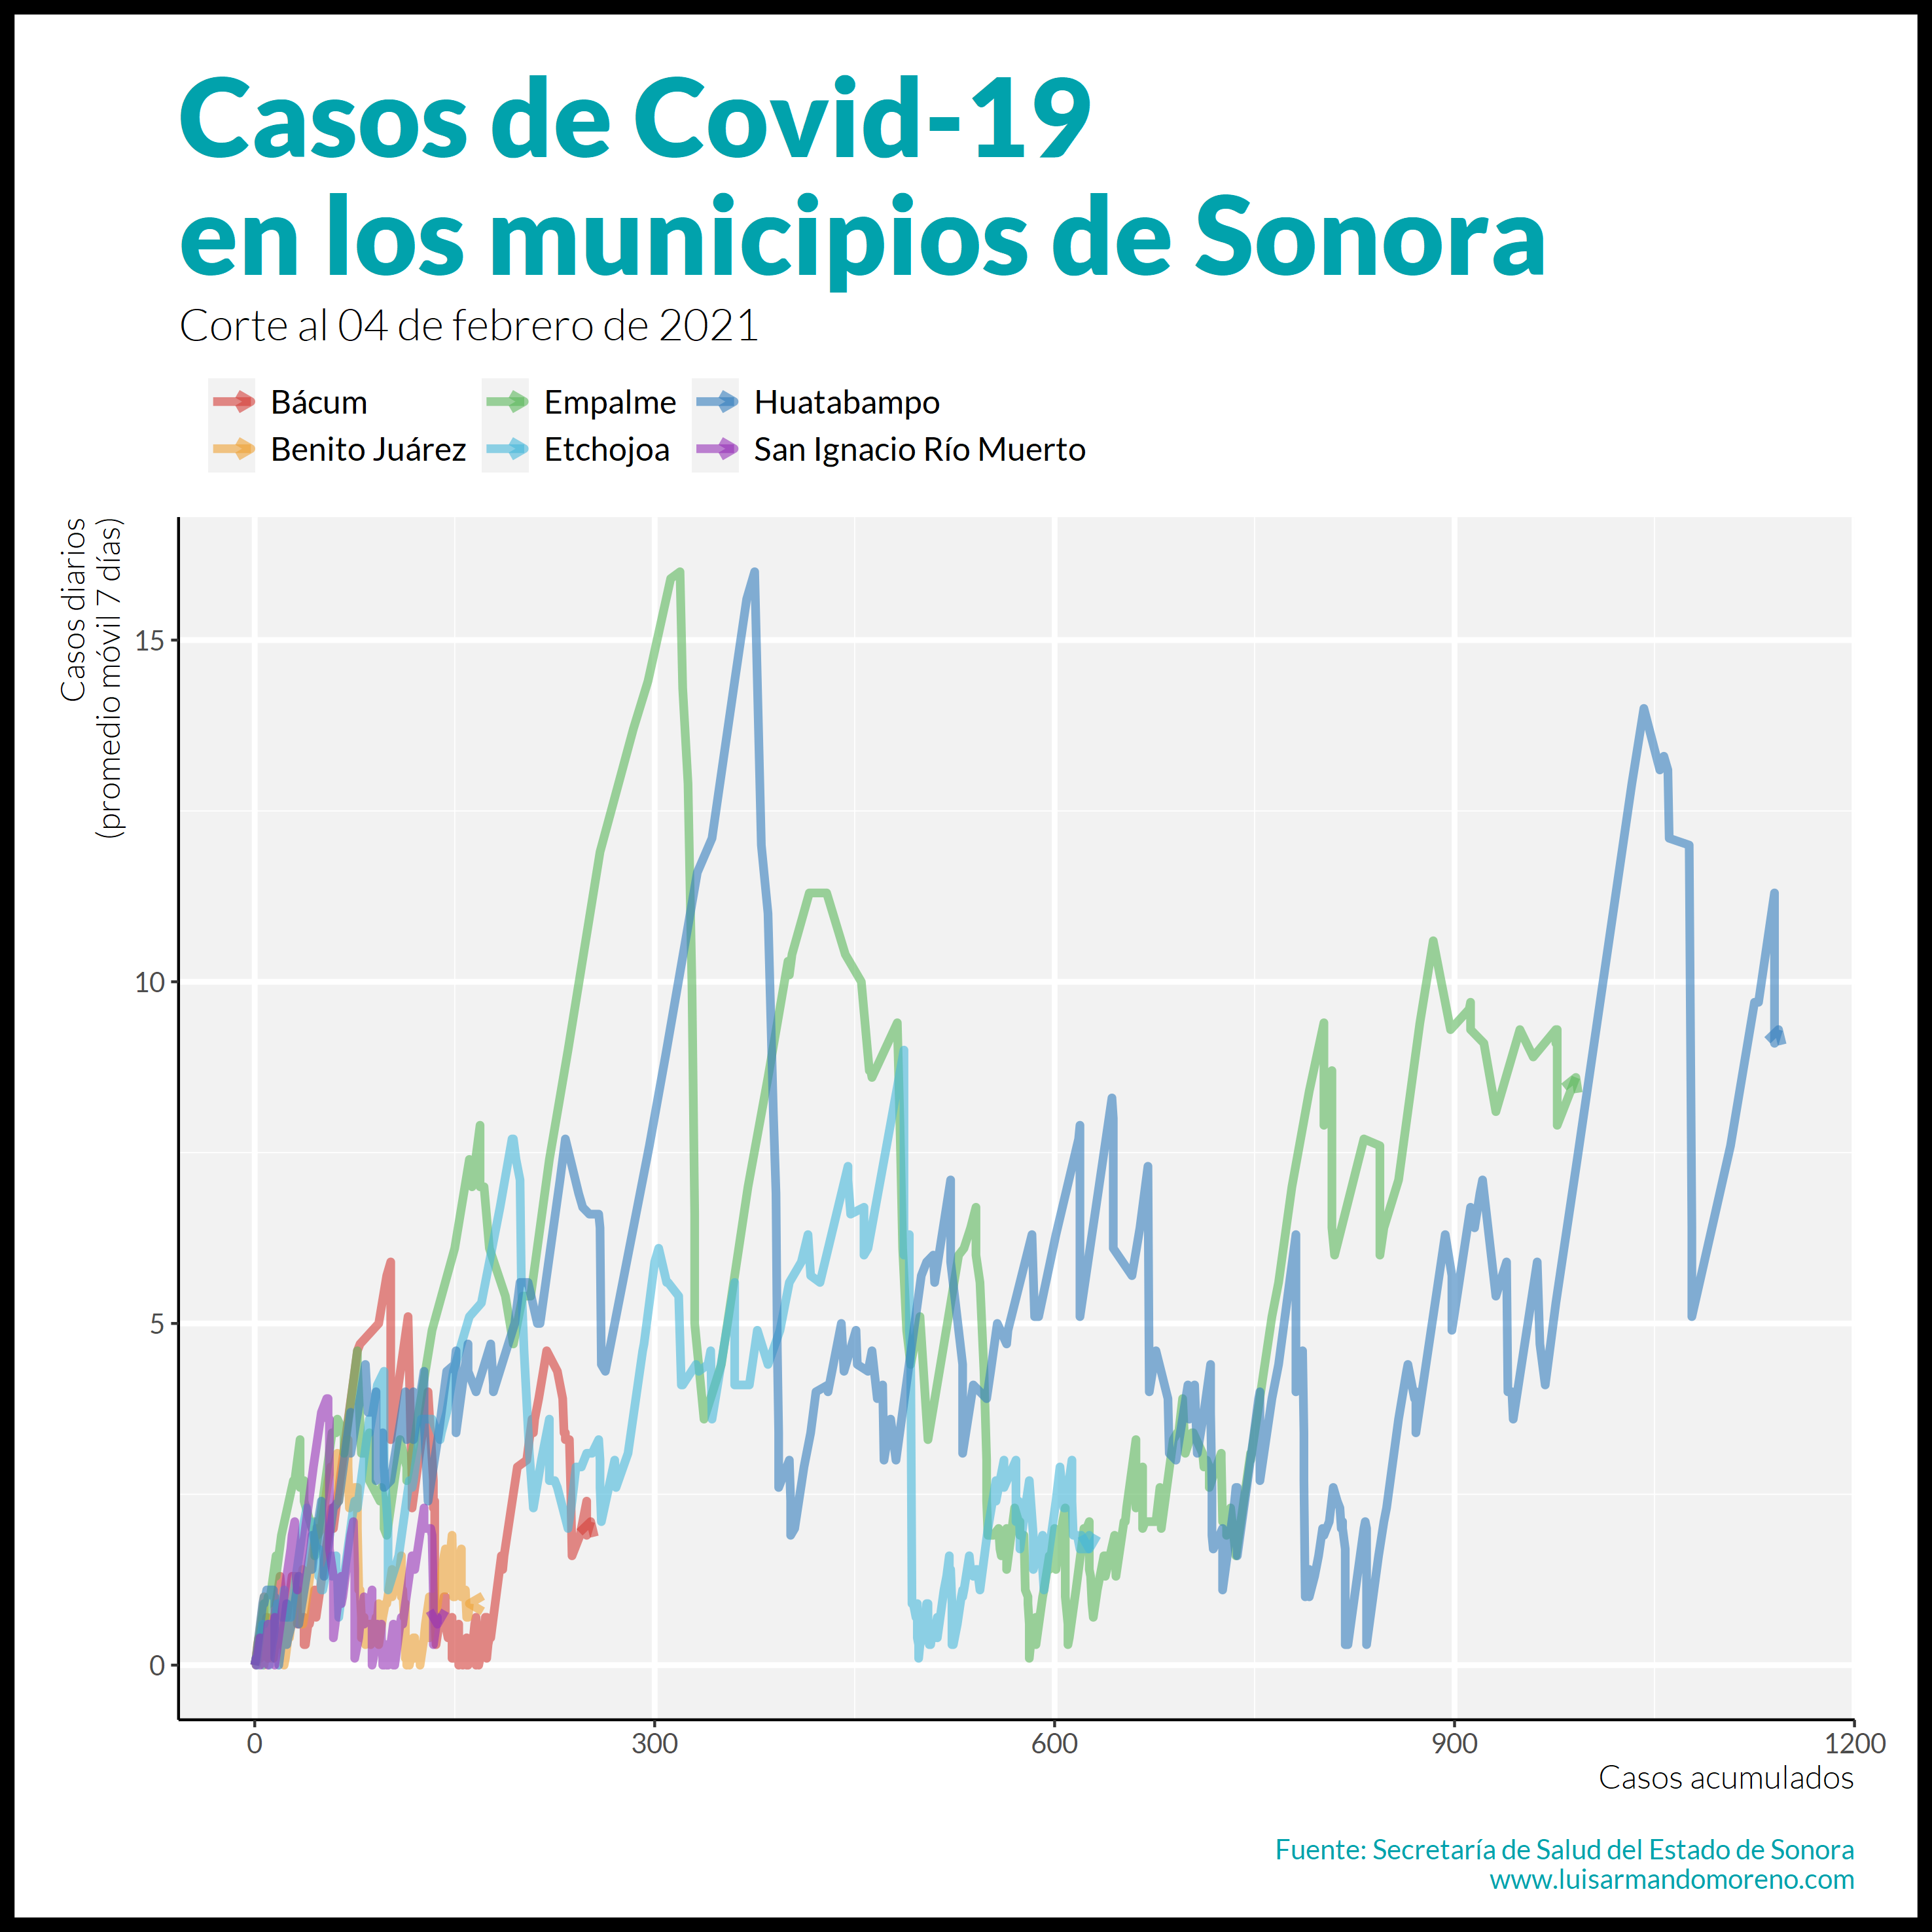 Casos de Covid-19
en los municipios de Sonora
Corte al 04 de febrero de 2021
Bácum
Empalme
Huatabampo
Benito Juárez
Etchojoa
San Ignacio Río Muerto
Casos diarios
(promedio móvil 7 días)
15
10
5
0
0
300
600
900
1200
Casos acumulados
Fuente: Secretaría de Salud del Estado de Sonora
www.luisarmandomoreno.com